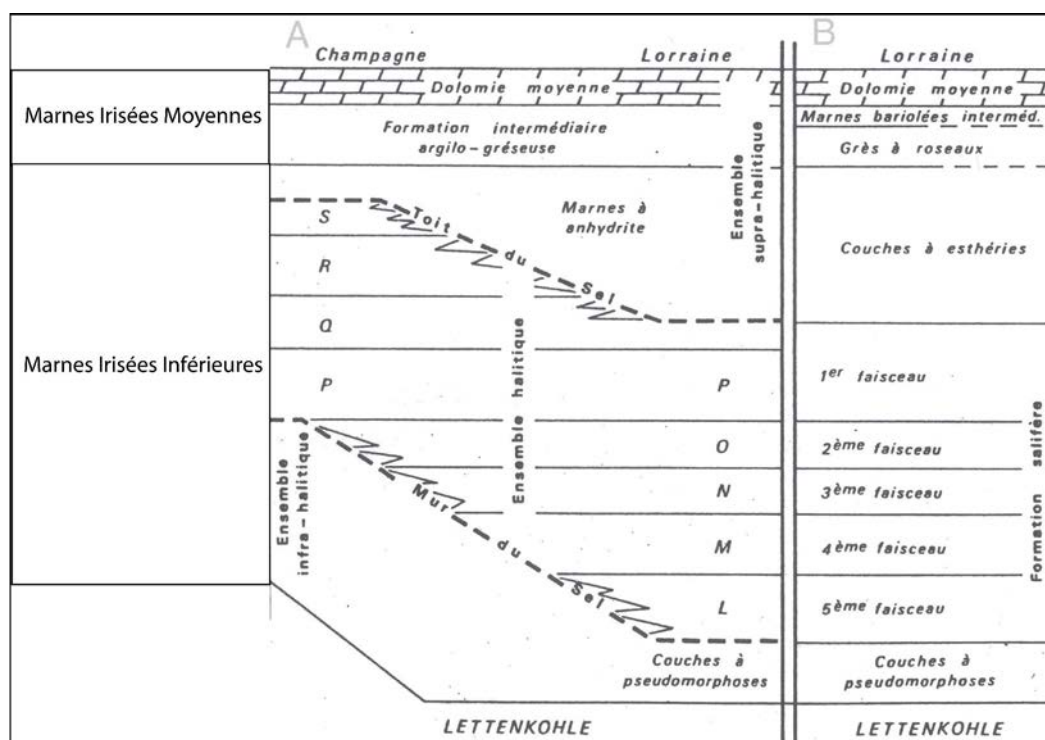 A
B
Champagne
Lorraine
Lorraine
Marnes Irisées Moyennes
Dolomie moyenne
Dolomie moyenne
Formation intermédiaire
argilo-gréseuse
Marnes bariolées interméd.
Grès à roseaux
Ensemble
supra-halitique
Marnes Irisées Inférieures
S
Toit du Sel
Marnes à
anhydrite
Couches à esthéries
R
Q
Ensemble halitique
P
P
1er faisceau
Ensemble
infra-halitique
Mur du Sel
O
2ème faisceau
Formation salifère
N
3ème faisceau
M
4ème faisceau
L
5ème faisceau
Couches à
pseudomorphoses
Couches à
pseudomorphoses
LETTENKOHLE
LETTENKOHLE